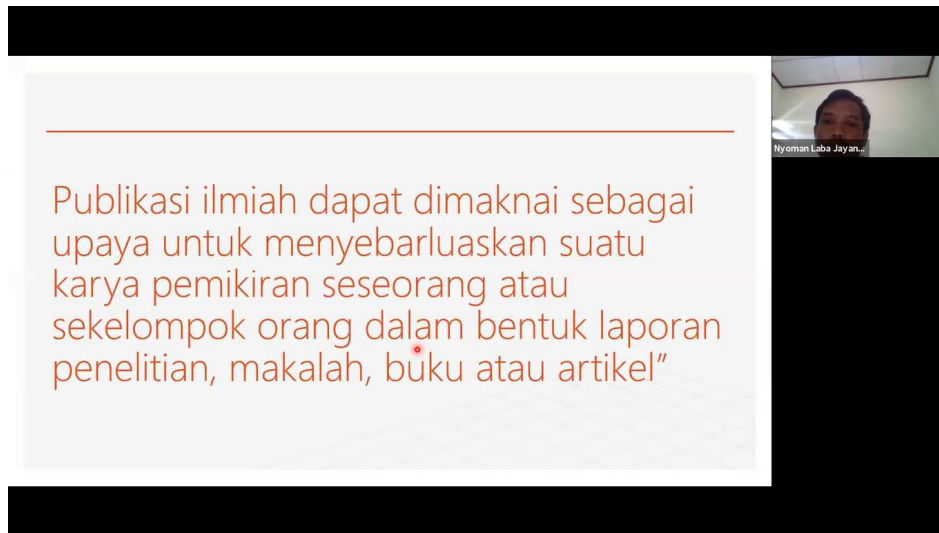 Publikasi ilmiah dapat dimaknai sebagai
upaya untuk menyebarluaskan suatu
karya pemikiran seseorang atau
sekelompok orang dalam bentuk laporan
penelitian, makalah, buku atau artikel”
Nyoman Laba Jayan...